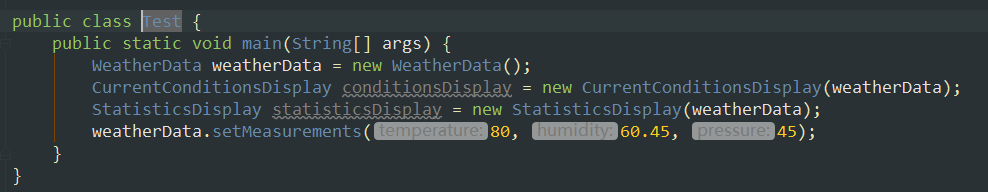 public class Test {
public static void main(String[] args) {
WeatherData weatherData = new WeatherData();
CurrentConditionsDisplay conditionsDisplay = new CurrentConditionsDisplay(weatherData);
StatisticsDisplay statisticsDisplay = new StatisticsDisplay(weatherData);
weatherData.setMeasurements( temperature: 80, humidity: 60.45, pressure: 45);
}
}